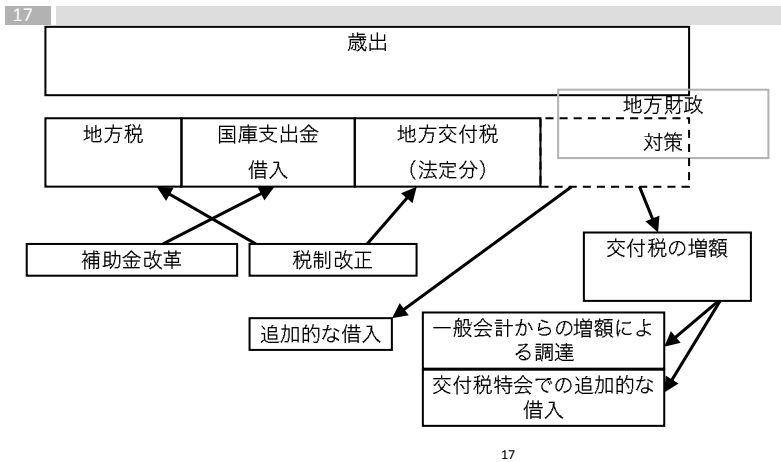 17
歳出
地方財政
対策
地方税
国庫支出金
借入
地方交付税
（法定分）
補助金改革
税制改正
交付税の増額
追加的な借入
一般会計からの増額によ
る調達
交付税特会での追加的な
借入
17